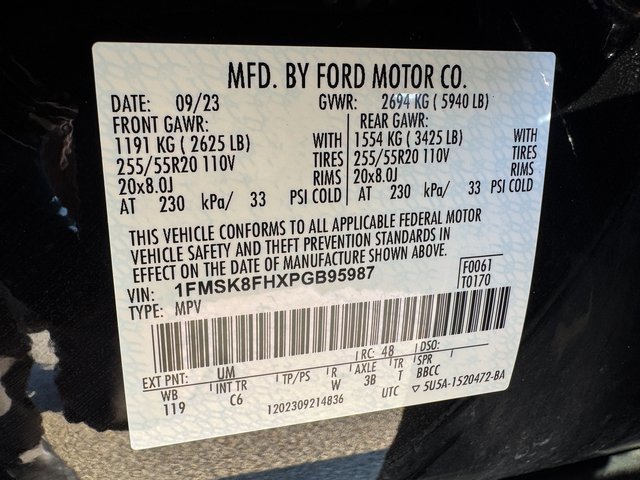 MFD. BY FORD MOTOR CO.
DATE: 09/23 GVWR: 2694 KG ( 5940 LB)
FRONT GAWR: REAR GAWR:
1191 KG ( 2625 LB) WITH 1554 KG ( 3425 LB) WITH
255/55R20 110V TIRES 255/55R20 110V TIRES
20x8.0J RIMS 20x8.0J RIMS
AT 230 kPa/ 33 PSI COLD AT 230 kPa/ 33 PSI COLD
THIS VEHICLE CONFORMS TO ALL APPLICABLE FEDERAL MOTOR
VEHICLE SAFETY AND THEFT PREVENTION STANDARDS IN
EFFECT ON THE DATE OF MANUFACTURE SHOWN ABOVE.
VIN: 1FMSK8FHXPGB95987 F0061
TYPE: MPV T0170
EXT PNT: UM RC: 48 DSO:
WB INT TR TP/PS R AXLE TR SPR
119 C6 W 3B T BBCC
1202309214836 UTC ▽ 5U5A-1520472-BA